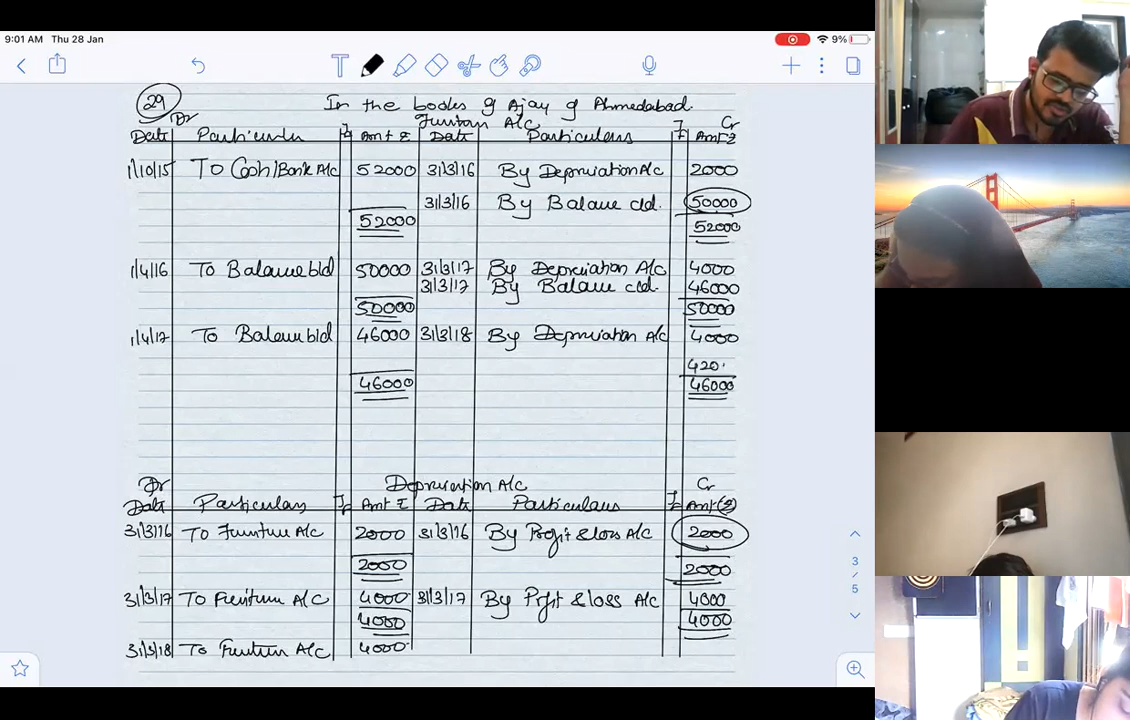 9:01 AM Thu 28 Jan 9%
29 In the books of Ajay of Ahmedabad.
Dr A/C Cr
Date Amt ₹ Date Particulars Amt ₹
1/10/15 To Cash/Bank A/c 52000 31/3/16 By Depreciation A/c 2000
31/3/16 By Balance c/d. 50000
52000 52000
1/4/16 To Balance b/d 50000 31/3/17 By Depreciation A/c 4000
31/3/17 By Balance c/d. 46000
50000 50000
1/4/17 To Balance b/d 46000 31/3/18 By Depreciation A/c 4000
420
46000 46000
Dr Depreciation A/c Cr
Date Particulars Amt ₹ Date Particulars Amt (₹)
31/3/16 To Furniture A/c 2000 31/3/16 By Profit & loss A/c 2000
2000 2000
31/3/17 To Furniture A/c 4000 31/3/17 By Profit & loss A/c 4000
4000 4000
31/3/18 To Furniture A/c 4000
3
/
5